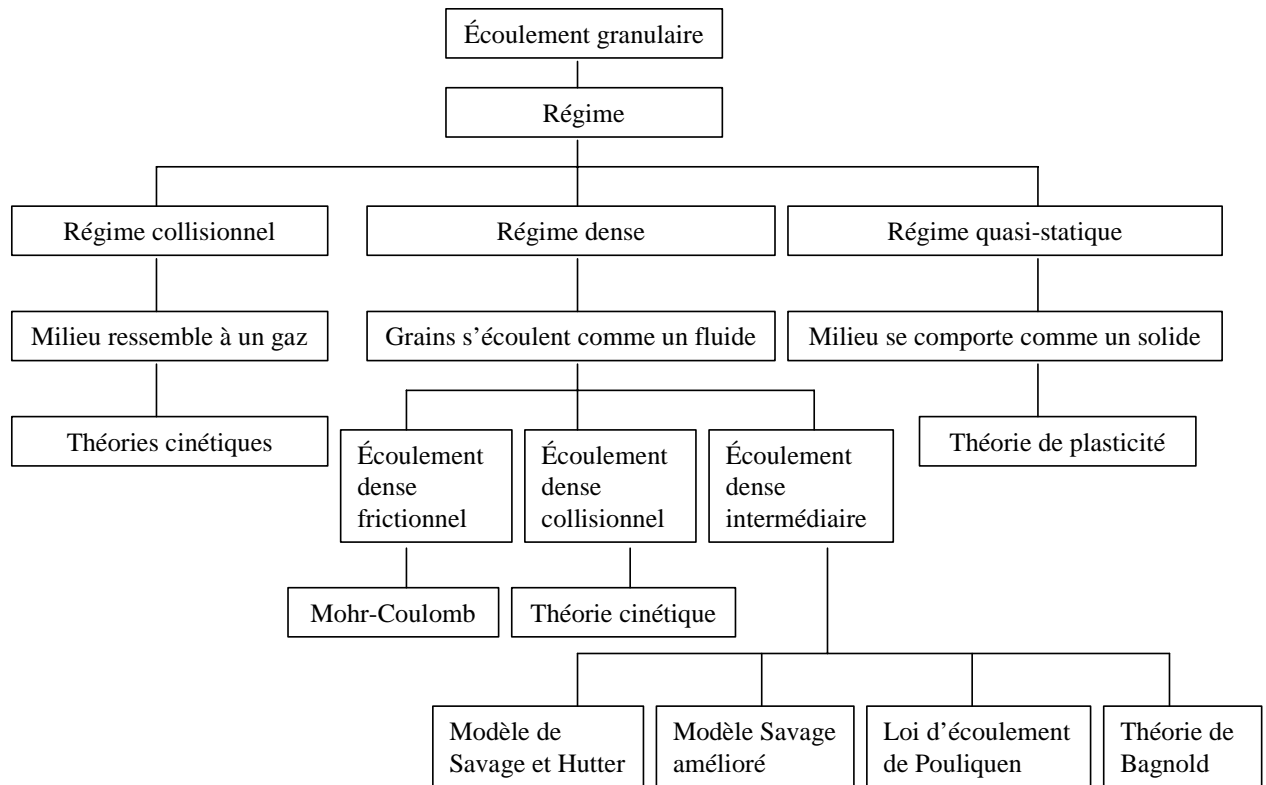 Écoulement granulaire
Régime
Régime collisionnel
Régime dense
Régime quasi-statique
Milieu ressemble à un gaz
Grains s’écoulent comme un fluide
Milieu se comporte comme un solide
Théories cinétiques
Écoulement
dense
frictionnel
Écoulement
dense
collisionnel
Écoulement
dense
intermédiaire
Théorie de plasticité
Mohr-Coulomb
Théorie cinétique
Modèle de
Savage et Hutter
Modèle Savage
amélioré
Loi d’écoulement
de Pouliquen
Théorie de
Bagnold